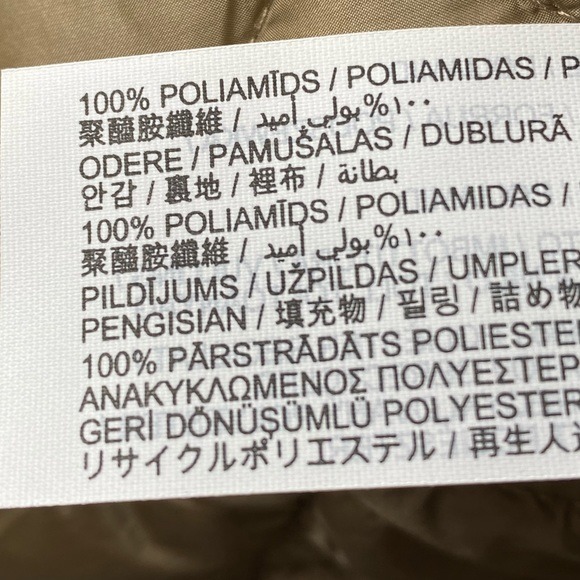 100% POLIAMĪDS / POLIAMIDAS / P
聚醯胺纖維 / بولي أميد%١٠٠
ODERE / PAMUŠALAS / DUBLURĂ
안감 / 裏地 / 裡布 / بطانة
100% POLIAMĪDS / POLIAMIDAS /
聚醯胺纖維 / بولي أميد%١٠٠
PILDĪJUMS / UŽPILDAS / UMPLER
PENGISIAN / 填充物 / 필링 / 詰め物
100% PĀRSTRĀDĀTS POLIESTE
ΑΝΑΚΥΚΛΩΜΕΝΟΣ ΠΟΛΥΕΣΤΕΡ
GERİ DÖNÜŞÜMLÜ POLYESTER
リサイクルポリエステル / 再生人